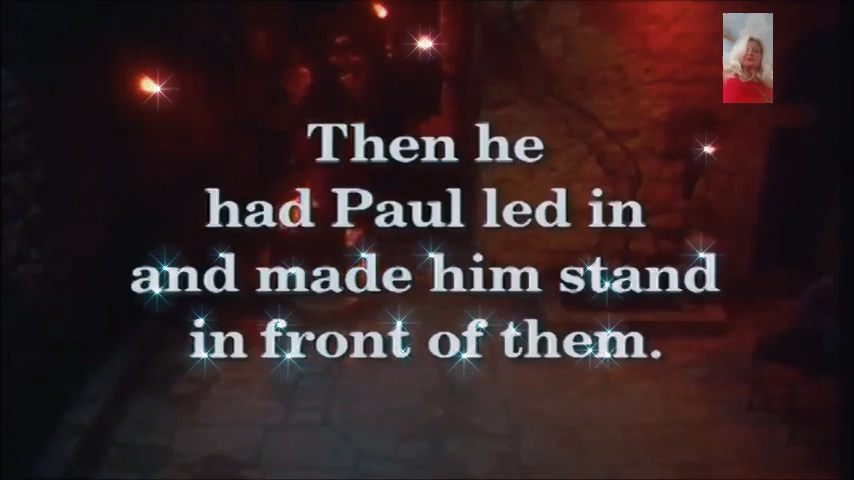 Then he
had Paul led in
and made him stand
in front of them.